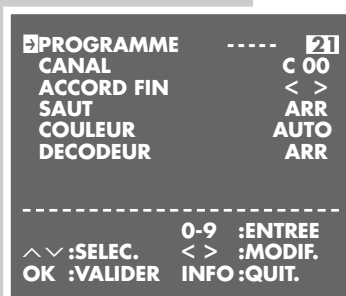 PROGRAMME - - - - - 21
CANAL C 00
ACCORD FIN < >
SAUT ARR
COULEUR AUTO
DECODEUR ARR
0-9 :ENTREE
:SELEC. < > :MODIF.
OK :VALIDER INFO :QUIT.